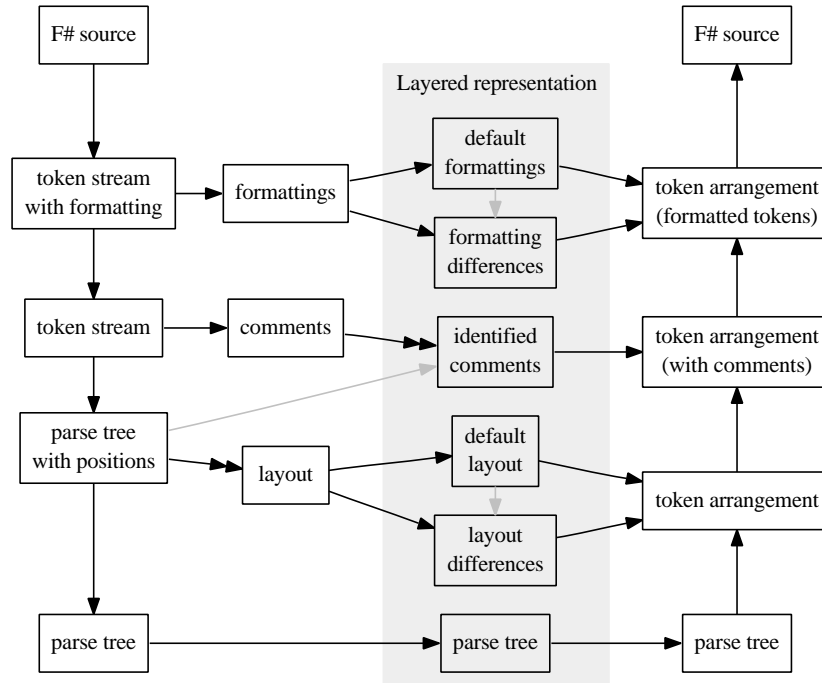 F# source
F# source
Layered representation
default
formattings
token stream
with formatting
formattings
token arrangement
(formatted tokens)
formatting
differences
token stream
comments
identified
comments
token arrangement
(with comments)
parse tree
with positions
layout
default
layout
token arrangement
layout
differences
parse tree
parse tree
parse tree